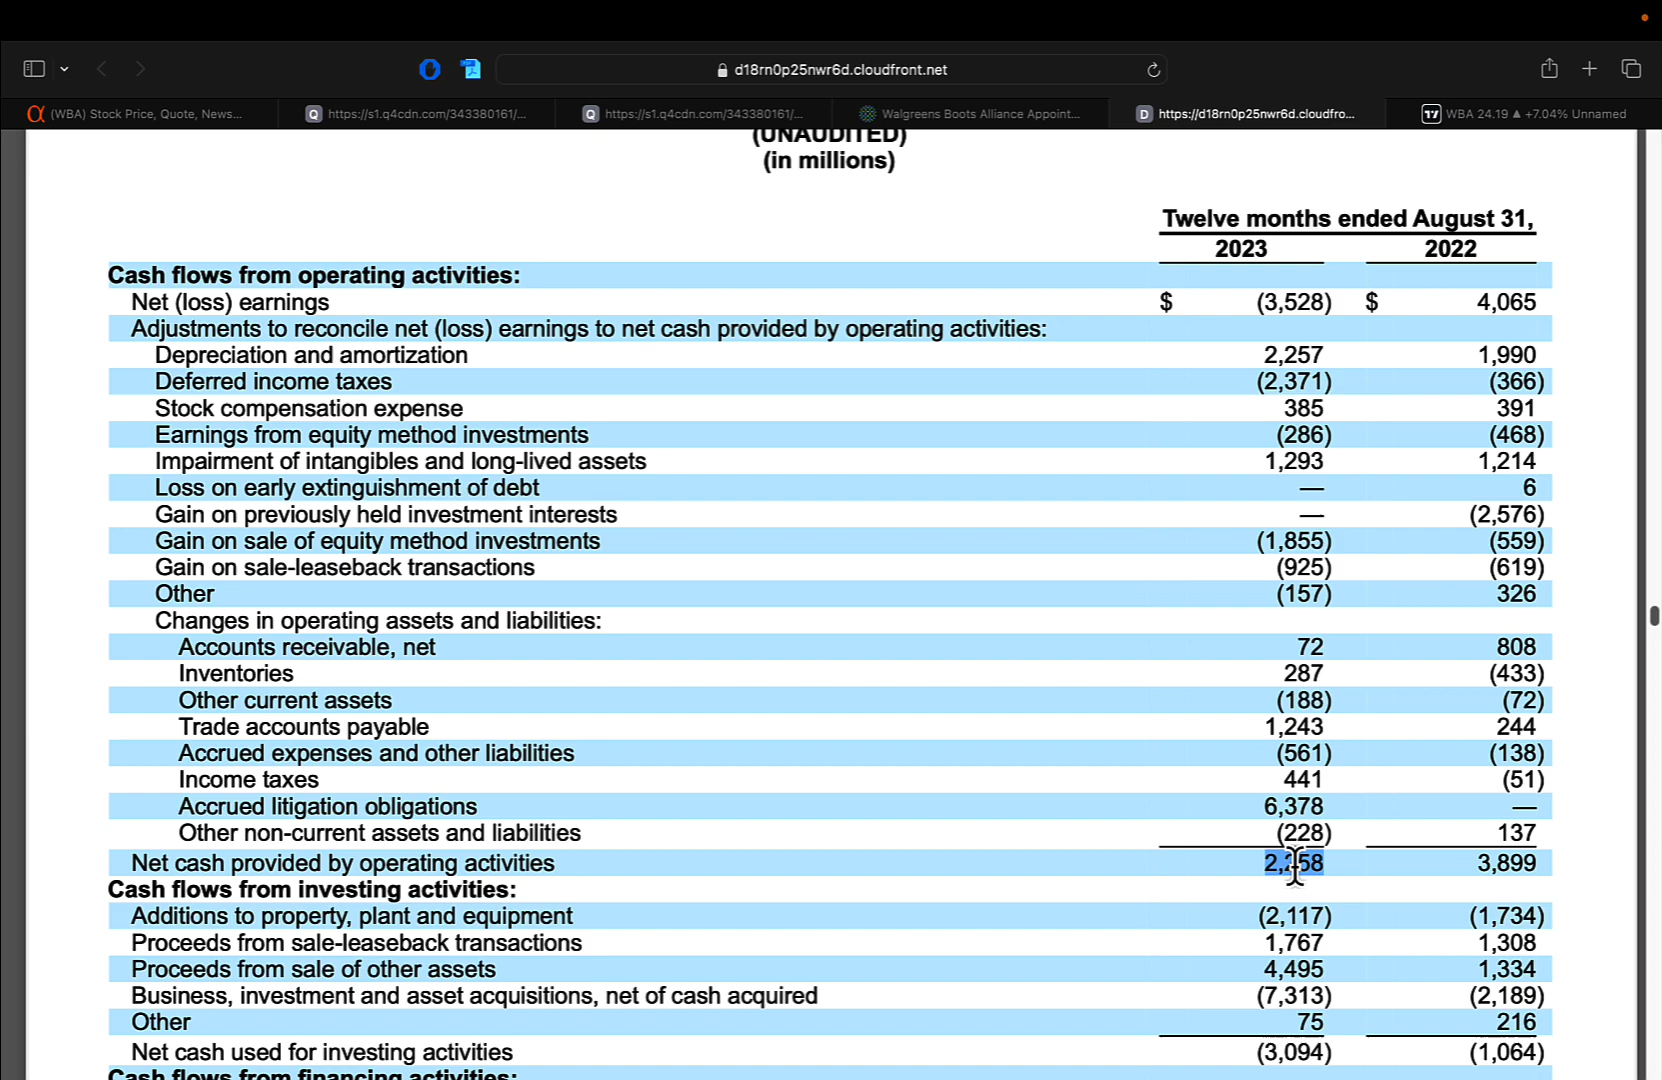 d18rn0p25nwr6d.cloudfront.net
(WBA) Stock Price, Quote, News...
https://s1.q4cdn.com/343380161/...
https://s1.q4cdn.com/343380161/...
Walgreens Boots Alliance Appoint...
D https://d18rn0p25nwr6d.cloudfro...
WBA 24.19 ▲ +7.04% Unnamed
(UNAUDITED)
(in millions)
Twelve months ended August 31,
2023 2022
Cash flows from operating activities:
Net (loss) earnings $ (3,528) $ 4,065
Adjustments to reconcile net (loss) earnings to net cash provided by operating activities:
Depreciation and amortization 2,257 1,990
Deferred income taxes (2,371) (366)
Stock compensation expense 385 391
Earnings from equity method investments (286) (468)
Impairment of intangibles and long-lived assets 1,293 1,214
Loss on early extinguishment of debt — 6
Gain on previously held investment interests — (2,576)
Gain on sale of equity method investments (1,855) (559)
Gain on sale-leaseback transactions (925) (619)
Other (157) 326
Changes in operating assets and liabilities:
Accounts receivable, net 72 808
Inventories 287 (433)
Other current assets (188) (72)
Trade accounts payable 1,243 244
Accrued expenses and other liabilities (561) (138)
Income taxes 441 (51)
Accrued litigation obligations 6,378 —
Other non-current assets and liabilities (228) 137
Net cash provided by operating activities 2,258 3,899
Cash flows from investing activities:
Additions to property, plant and equipment (2,117) (1,734)
Proceeds from sale-leaseback transactions 1,767 1,308
Proceeds from sale of other assets 4,495 1,334
Business, investment and asset acquisitions, net of cash acquired (7,313) (2,189)
Other 75 216
Net cash used for investing activities (3,094) (1,064)
Cash flows from financing activities: